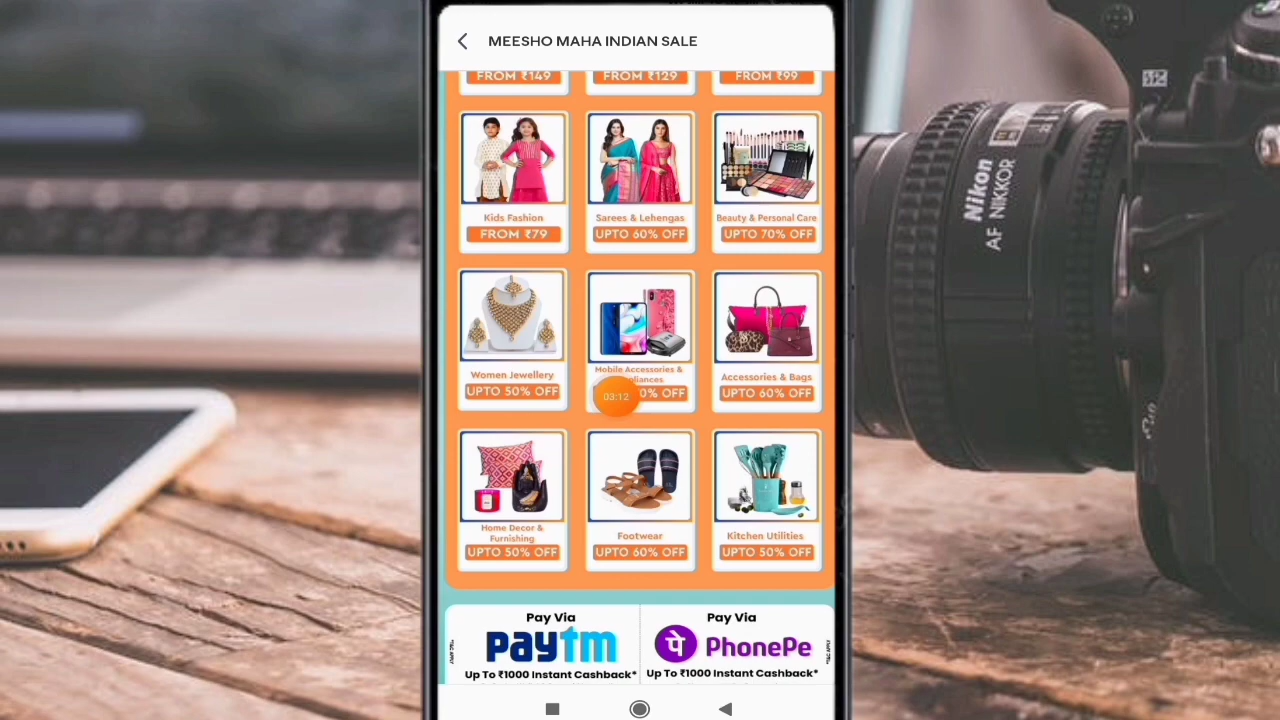 MEESHO MAHA INDIAN SALE
FROM ₹149
FROM ₹129
FROM ₹99
Kids Fashion
FROM ₹79
Sarees & Lehengas
UPTO 60% OFF
Beauty & Personal Care
UPTO 70% OFF
Women Jewellery
UPTO 50% OFF
Mobile Accessories &
03:12
0% OFF
Accessories & Bags
UPTO 60% OFF
Home Decor &
Furnishing
UPTO 50% OFF
Footwear
UPTO 60% OFF
Kitchen Utilities
UPTO 50% OFF
Pay Via
paytm
Up To ₹1000 Instant Cashback*
Pay Via
पे PhonePe
Up To ₹1000 Instant Cashback*
Nikon
AF NIKKOR